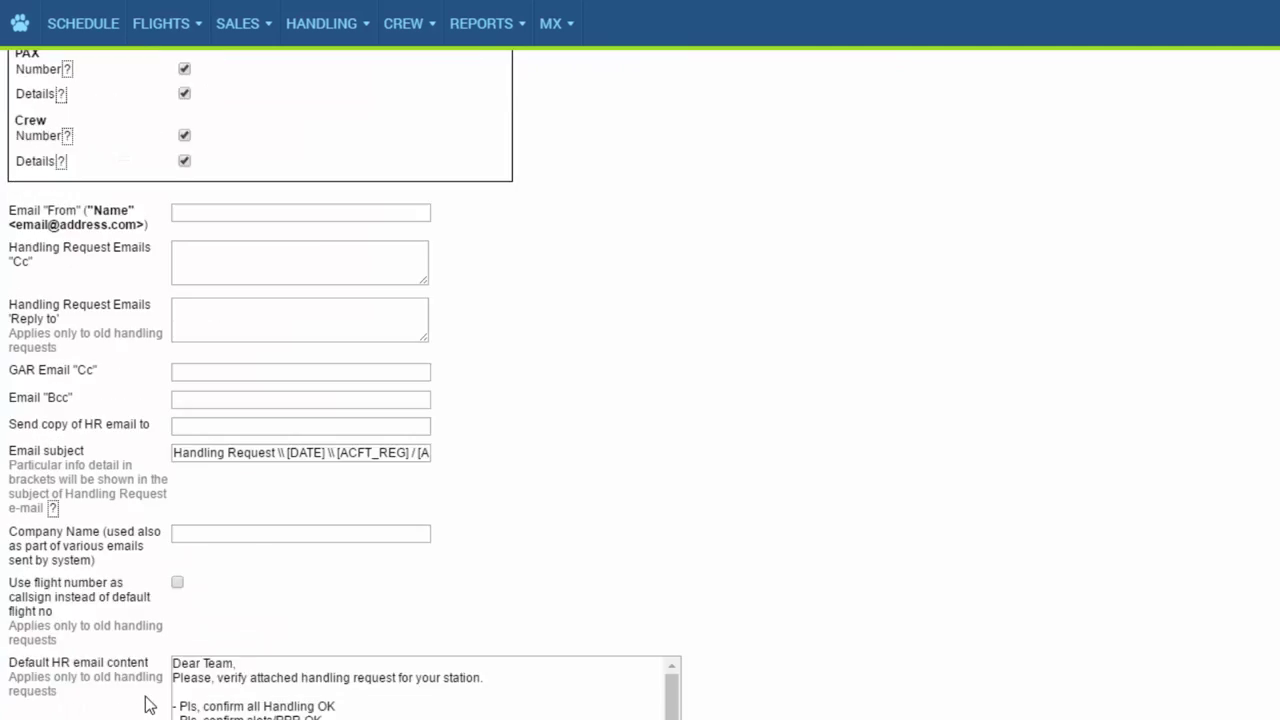 SCHEDULE FLIGHTS SALES HANDLING CREW REPORTS MX
PAX
Number ?
Details ?
Crew
Number ?
Details ?
Email "From" ("Name"
<email@address.com>)
Handling Request Emails
"Cc"
Handling Request Emails
'Reply to'
Applies only to old handling
requests
GAR Email "Cc"
Email "Bcc"
Send copy of HR email to
Email subject
Handling Request \\ [DATE] \\ [ACFT_REG] / [A
Particular info detail in
brackets will be shown in the
subject of Handling Request
e-mail ?
Company Name (used also
as part of various emails
sent by system)
Use flight number as
callsign instead of default
flight no
Applies only to old handling
requests
Default HR email content
Applies only to old handling
requests
Dear Team,
Please, verify attached handling request for your station.
- Pls, confirm all Handling OK
- Pls, confirm slots/PPR OK